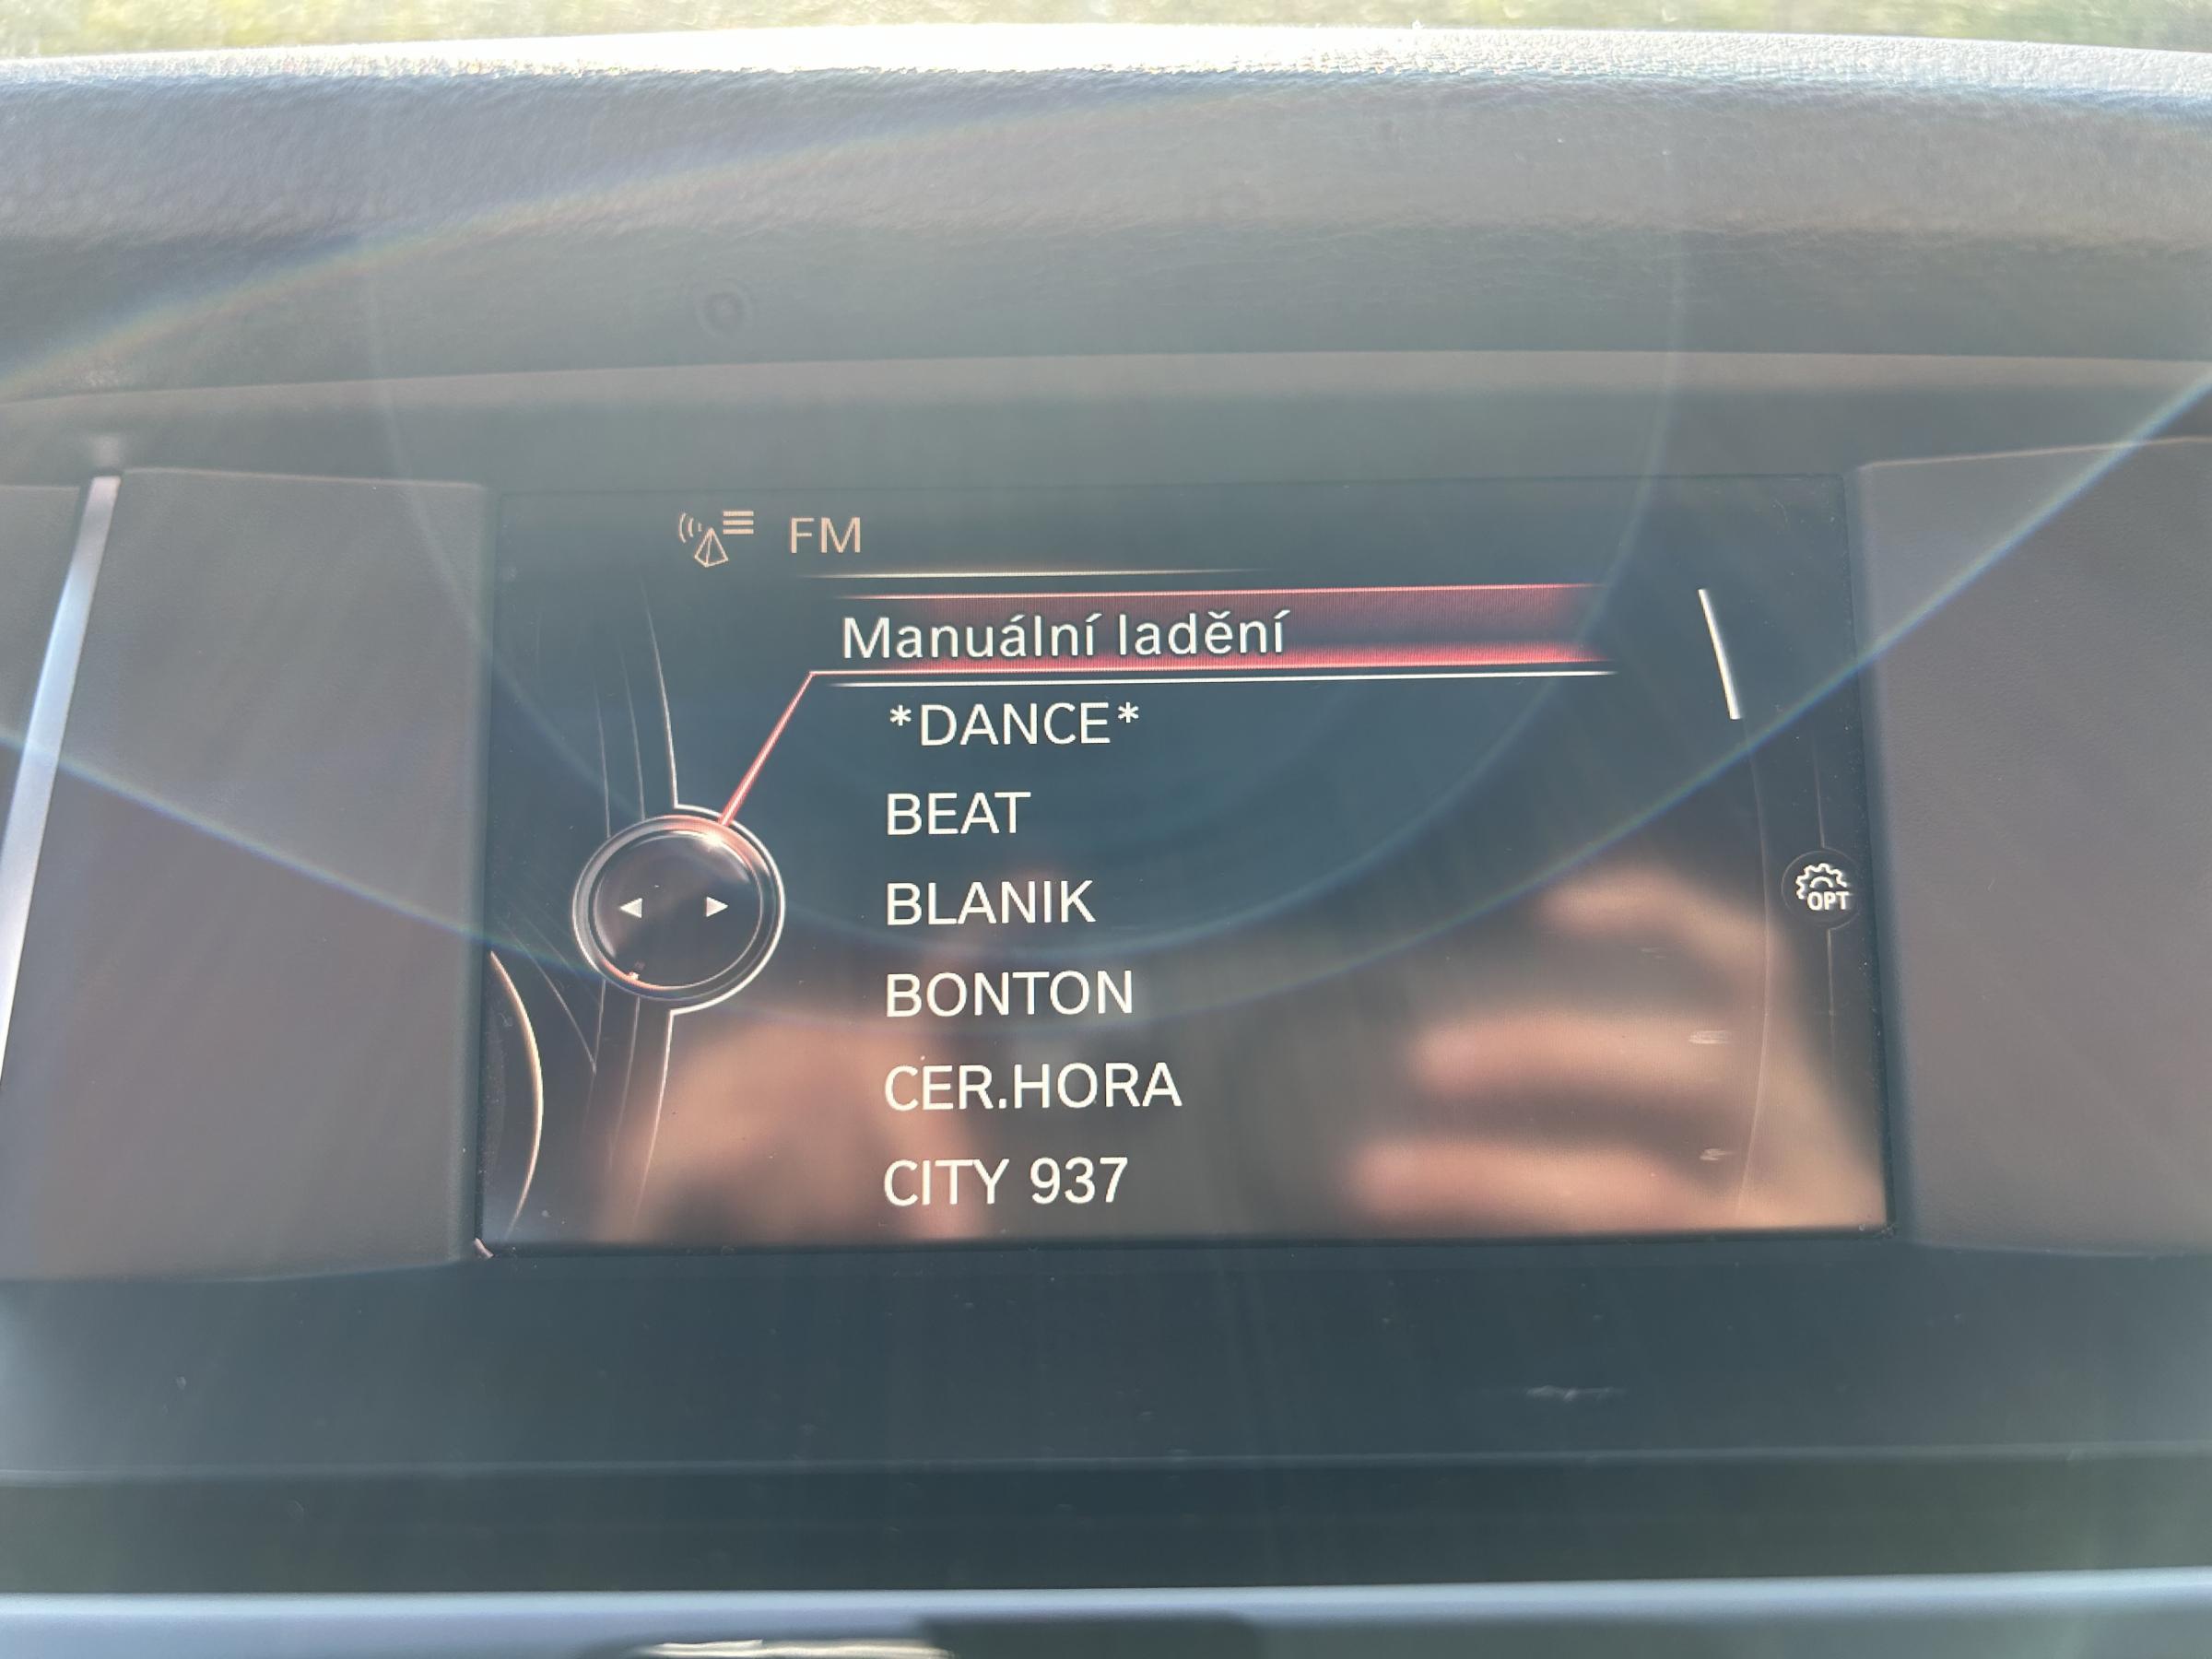 FM
Manuální ladění
*DANCE*
BEAT
BLANIK
BONTON
CER.HORA
CITY 937
OPT